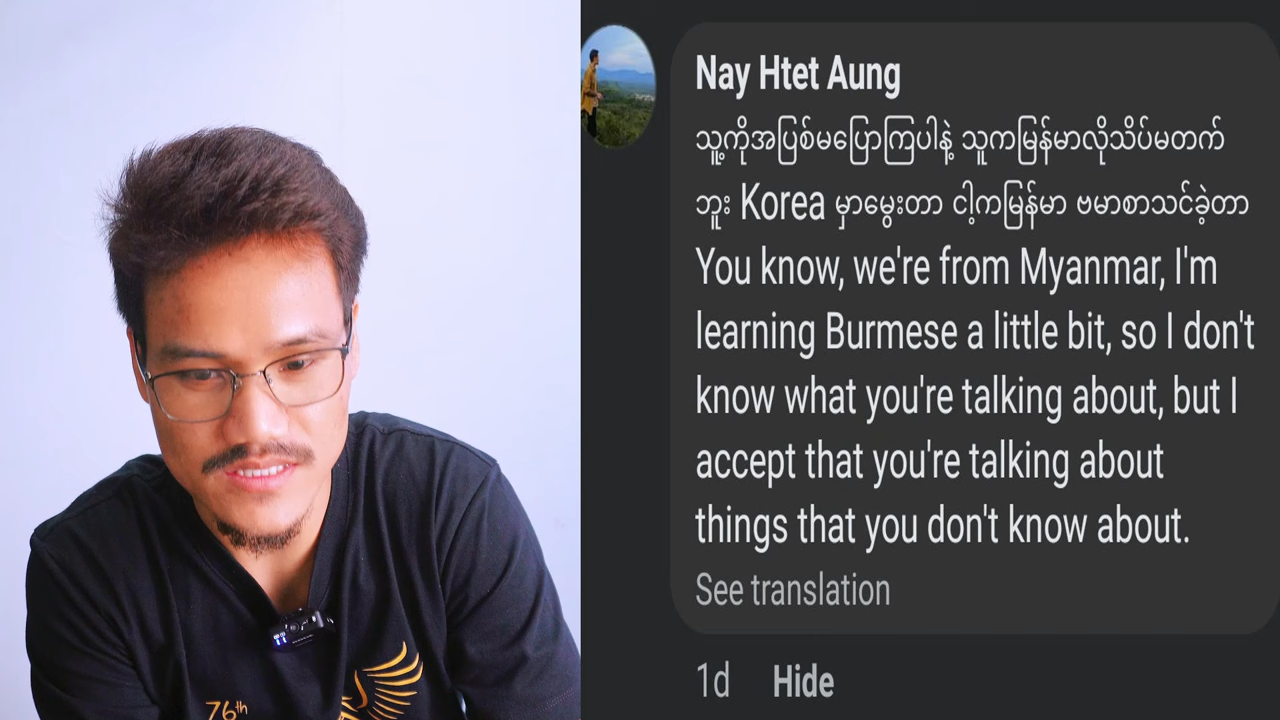 Nay Htet Aung
သူ့ကိုအပြစ်မပြောကြပါနဲ့ သူကမြန်မာလိုသိပ်မတက်
ဘူး Korea မှာမွေးတာ ငါ့ကမြန်မာ ဗမာစာသင်ခဲ့တာ
You know, we're from Myanmar, I'm
learning Burmese a little bit, so I don't
know what you're talking about, but I
accept that you're talking about
things that you don't know about.
See translation
1d Hide
76th